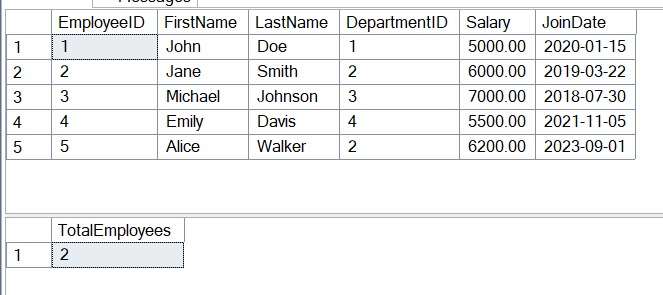 Messages
EmployeeID FirstName LastName DepartmentID Salary JoinDate
1 1 John Doe 1 5000.00 2020-01-15
2 2 Jane Smith 2 6000.00 2019-03-22
3 3 Michael Johnson 3 7000.00 2018-07-30
4 4 Emily Davis 4 5500.00 2021-11-05
5 5 Alice Walker 2 6200.00 2023-09-01
TotalEmployees
1 2